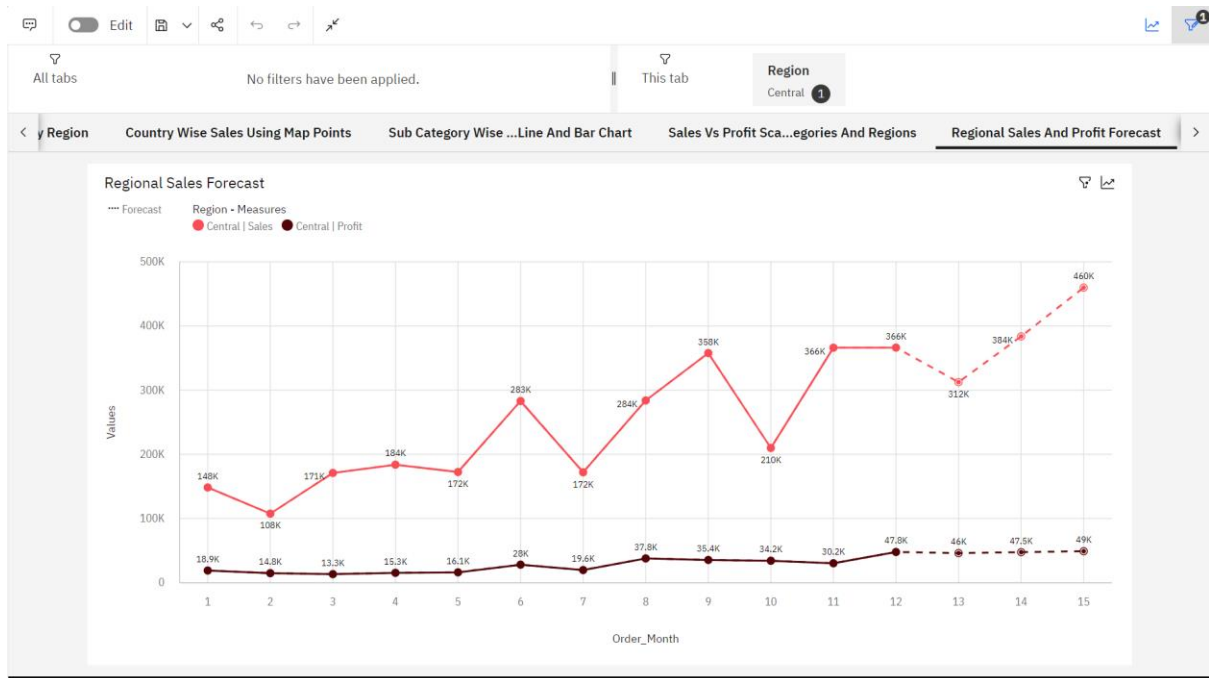 Edit
1
All tabs
No filters have been applied.
This tab
Region
Central 1
y Region
Country Wise Sales Using Map Points
Sub Category Wise ...Line And Bar Chart
Sales Vs Profit Sca...egories And Regions
Regional Sales And Profit Forecast
Regional Sales Forecast
Forecast
Region - Measures
Central | Sales
Central | Profit
Values
500K
400K
300K
200K
100K
0
148K
108K
171K
184K
172K
283K
172K
284K
358K
210K
366K
366K
312K
384K
460K
18.9K
14.8K
13.3K
15.3K
16.1K
28K
19.6K
37.8K
35.4K
34.2K
30.2K
47.8K
46K
47.5K
49K
1 2 3 4 5 6 7 8 9 10 11 12 13 14 15
Order_Month